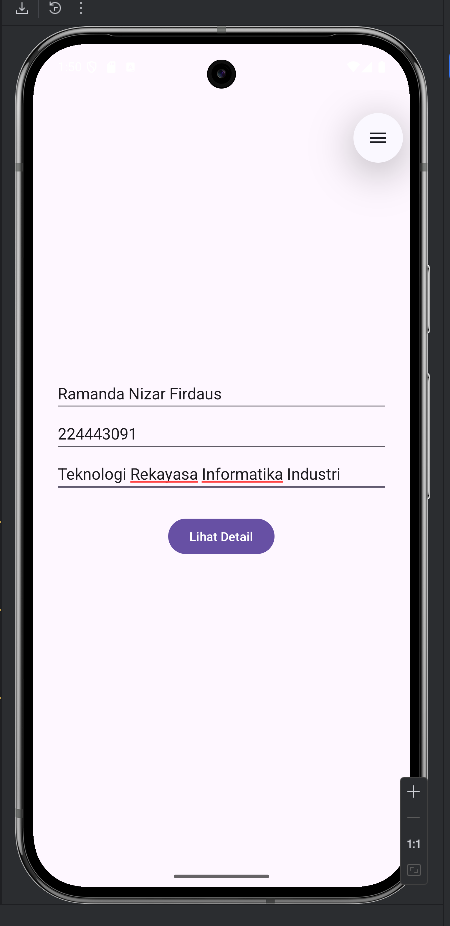 Ramanda Nizar Firdaus
224443091
Teknologi Rekayasa Informatika Industri
Lihat Detail
1:1